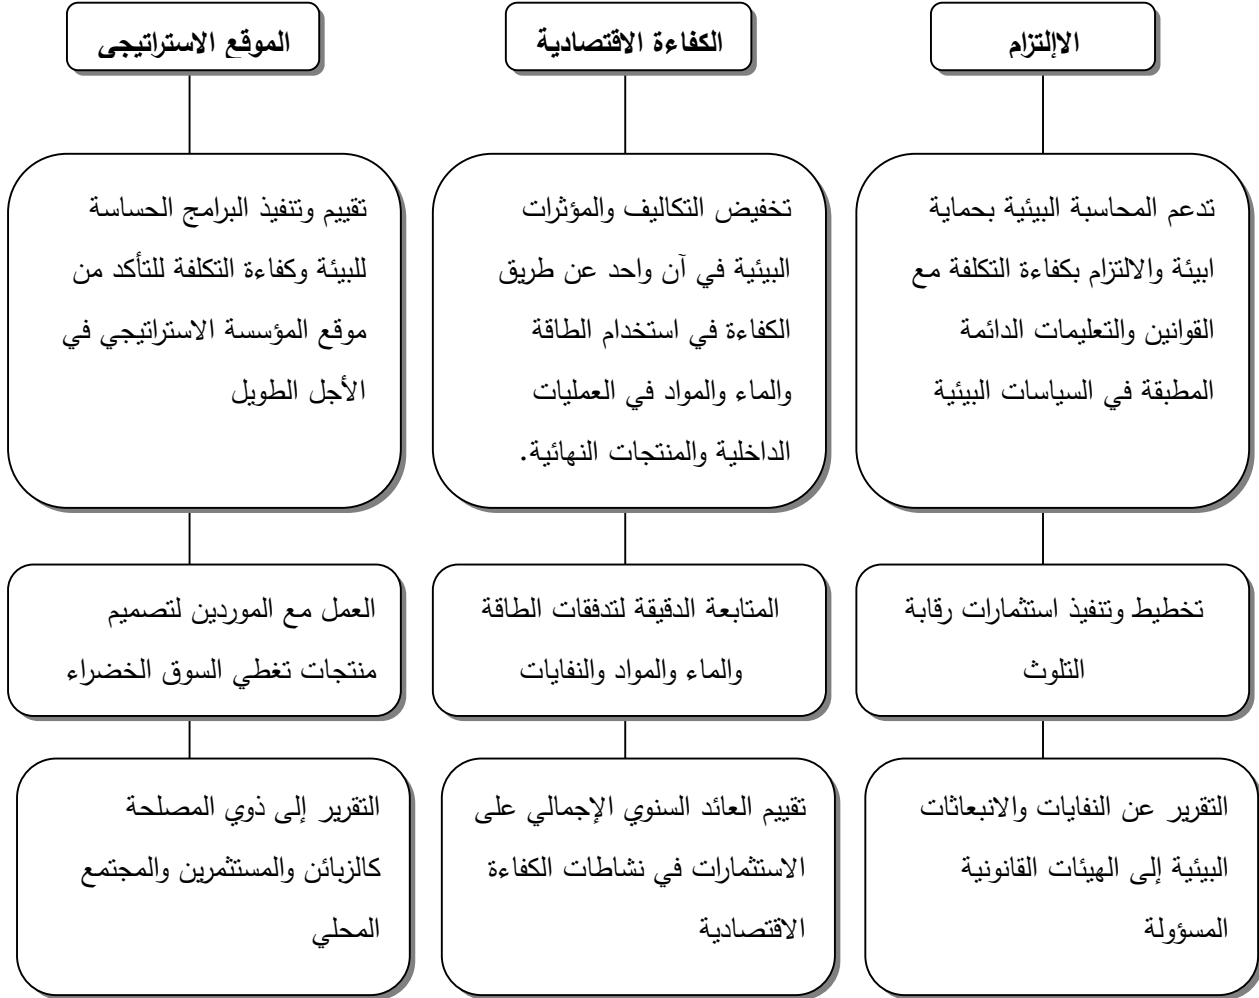 الاإلتزام
تدعم المحاسبة البيئية بحماية
ابيئة والالتزام بكفاءة التكلفة مع
القوانين والتعليمات الدائمة
المطبقة في السياسات البيئية
تخطيط وتنفيذ استثمارات رقابة
التلوث
التقرير عن النفايات والانبعاثات
البيئية إلى الهيئات القانونية
المسؤولة
الكفاءة الاقتصادية
تخفيض التكاليف والمؤثرات
البيئية في آن واحد عن طريق
الكفاءة في استخدام الطاقة
والماء والمواد في العمليات
الداخلية والمنتجات النهائية.
المتابعة الدقيقة لتدفقات الطاقة
والماء والمواد والنفايات
تقييم العائد السنوي الإجمالي على
الاستثمارات في نشاطات الكفاءة
الاقتصادية
الموقع الاستراتيجي
تقييم وتنفيذ البرامج الحساسة
للبيئة وكفاءة التكلفة للتأكد من
موقع المؤسسة الاستراتيجي في
الأجل الطويل
العمل مع الموردين لتصميم
منتجات تغطي السوق الخضراء
التقرير إلى ذوي المصلحة
كالزبائن والمستثمرين والمجتمع
المحلي